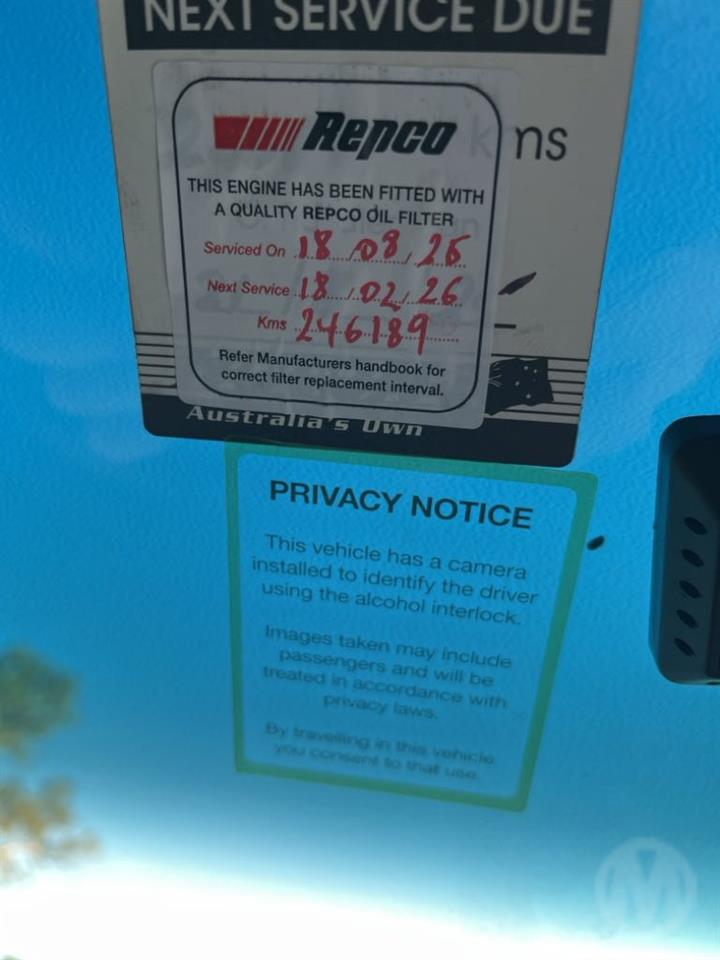 NEXT SERVICE DUE
Repco
kms
THIS ENGINE HAS BEEN FITTED WITH
A QUALITY REPCO OIL FILTER
Serviced On 18/08/25
Next Service 18/02/26
Kms 246189
Refer Manufacturers handbook for
correct filter replacement interval.
Australia's Own
PRIVACY NOTICE
This vehicle has a camera
installed to identify the driver
using the alcohol interlock.
Images taken may include
passengers and will be
treated in accordance with
privacy laws.
By travelling in this vehicle
you consent to that use.
M